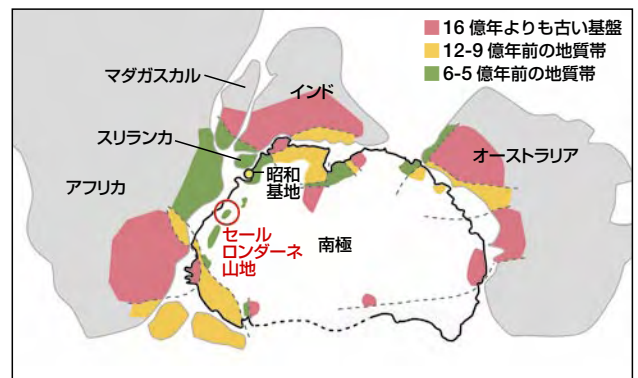 16 億年よりも古い基盤
12-9 億年前の地質帯
6-5 億年前の地質帯
マダガスカル
インド
スリランカ
オーストラリア
昭和
基地
アフリカ
セール
ロンダーネ
山地
南極